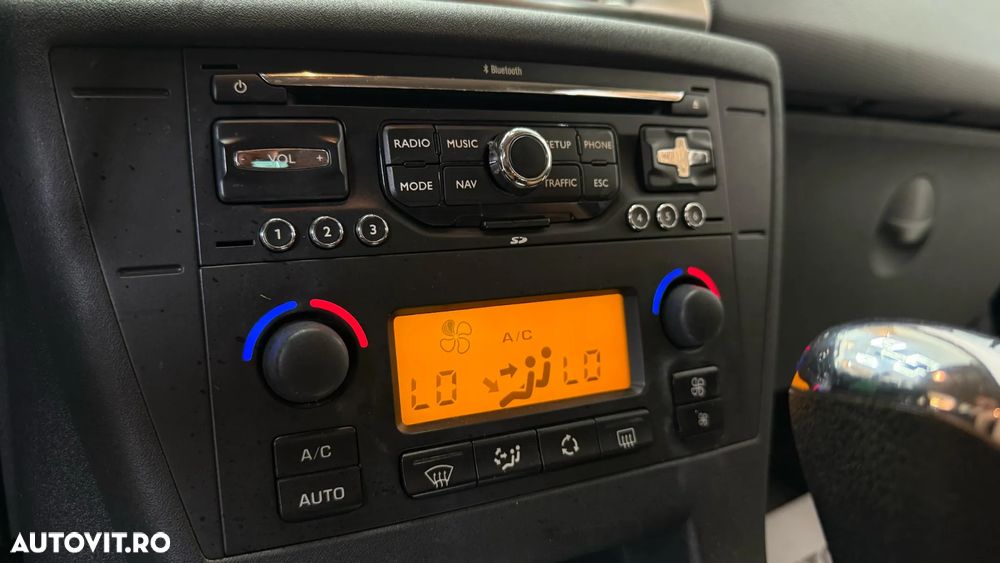 Bluetooth
VOL +
RADIO MUSIC SETUP PHONE
MODE NAV TRAFFIC ESC
1 2 3 4 5 6
SD
A/C
LO LO
A/C
AUTO
AUTOVIT.RO